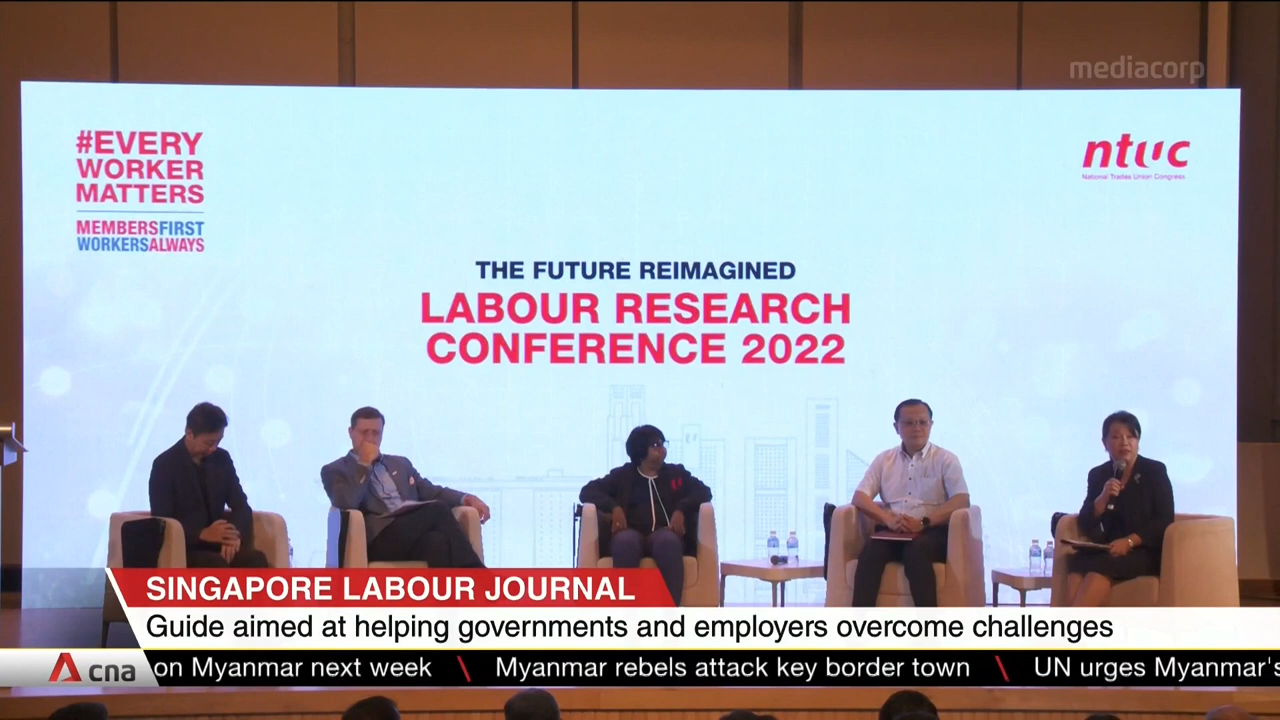 mediacorp
#EVERY
WORKER
MATTERS
MEMBERSFIRST
WORKERSALWAYS
ntuc
National Trades Union Congress
THE FUTURE REIMAGINED
LABOUR RESEARCH
CONFERENCE 2022
SINGAPORE LABOUR JOURNAL
Guide aimed at helping governments and employers overcome challenges
cna
on Myanmar next week \ Myanmar rebels attack key border town \ UN urges Myanmar's